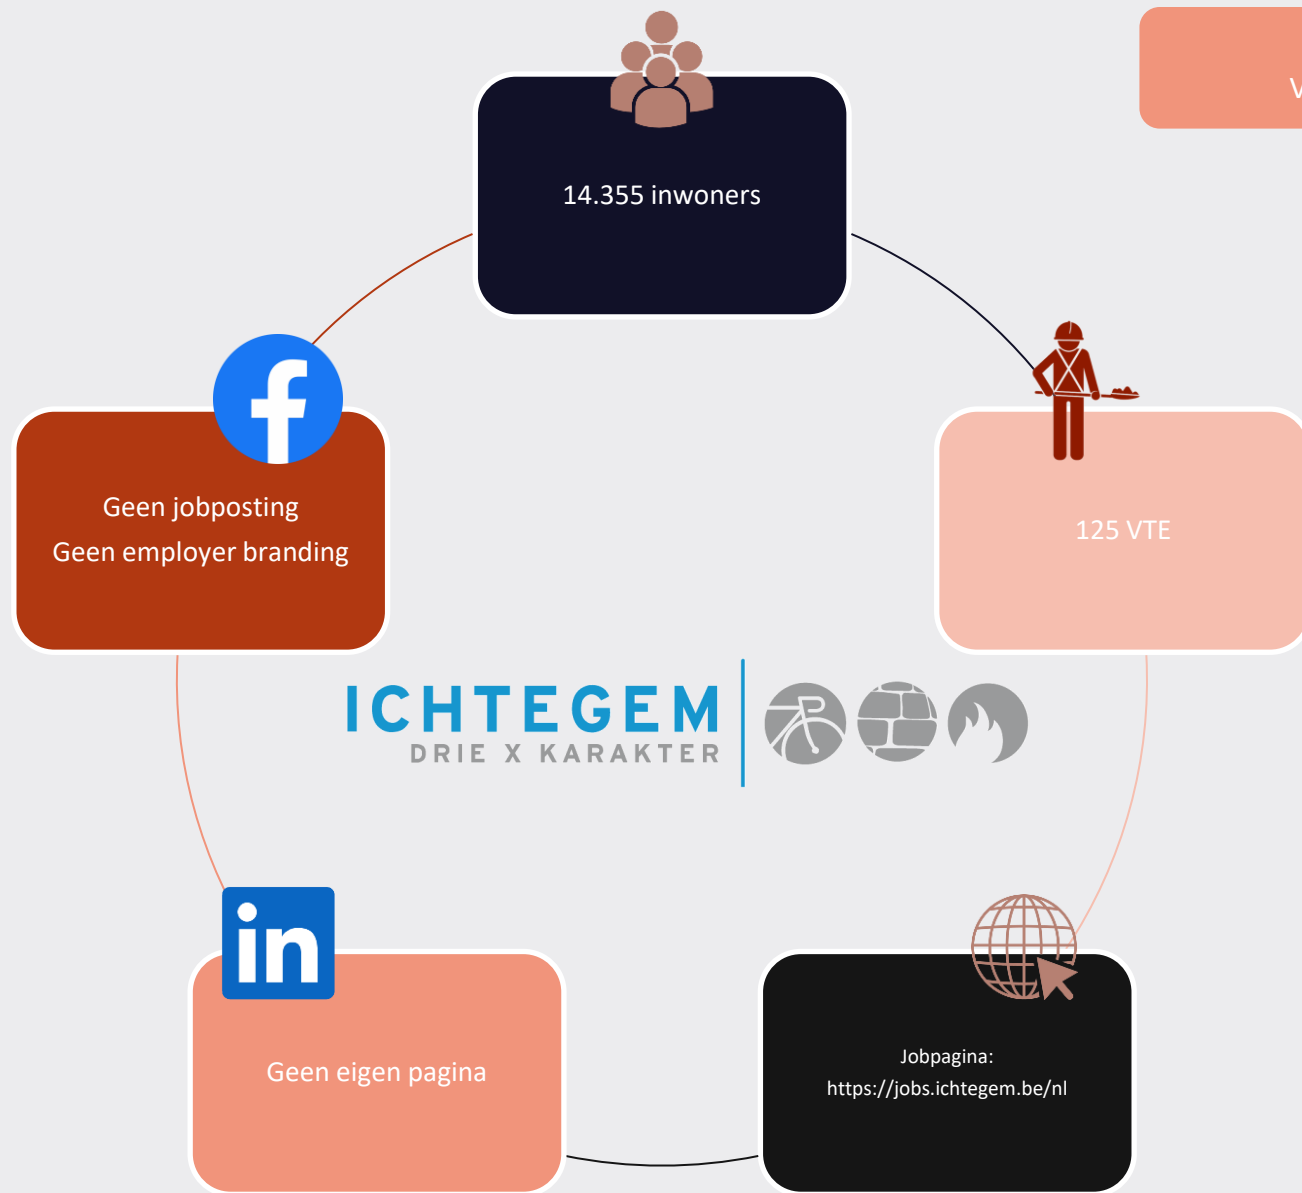 14.355 inwoners
Geen jobposting
Geen employer branding
125 VTE
ICHTEGEM
DRIE X KARAKTER
Geen eigen pagina
Jobpagina:
https://jobs.ichtegem.be/nl